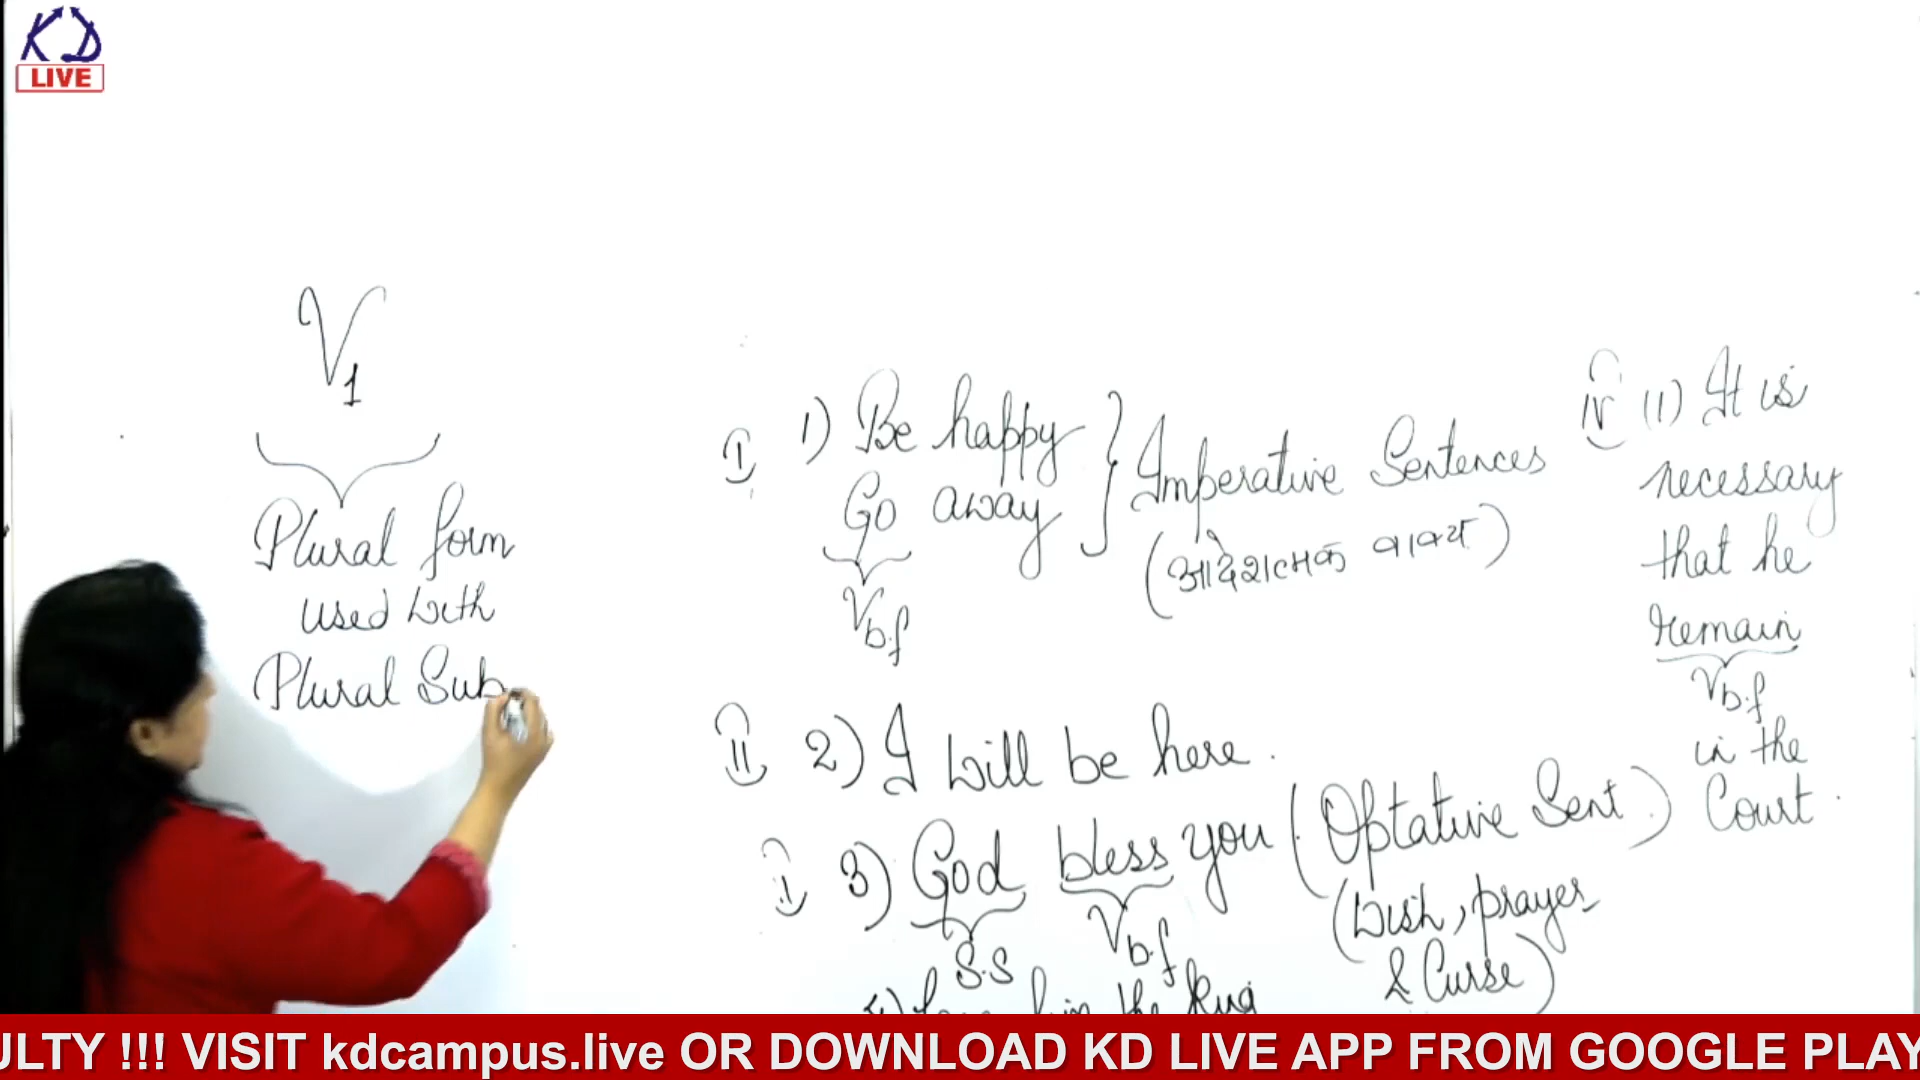 KD
LIVE
V1
Plural form
used with
Plural Sub
I 1) Be happy
Go away
Vb.f
Imperative Sentences
(आदेशात्मक वाक्य)
II 2) I will be here.
I 3) God bless you (Optative Sent.)
S.S
Vb.f
(Wish, prayer
& Curse)
the King
IV (1) It is
necessary
that he
remain
Vb.f
in the
Court.
ULTY !!! VISIT kdcampus.live OR DOWNLOAD KD LIVE APP FROM GOOGLE PLAY